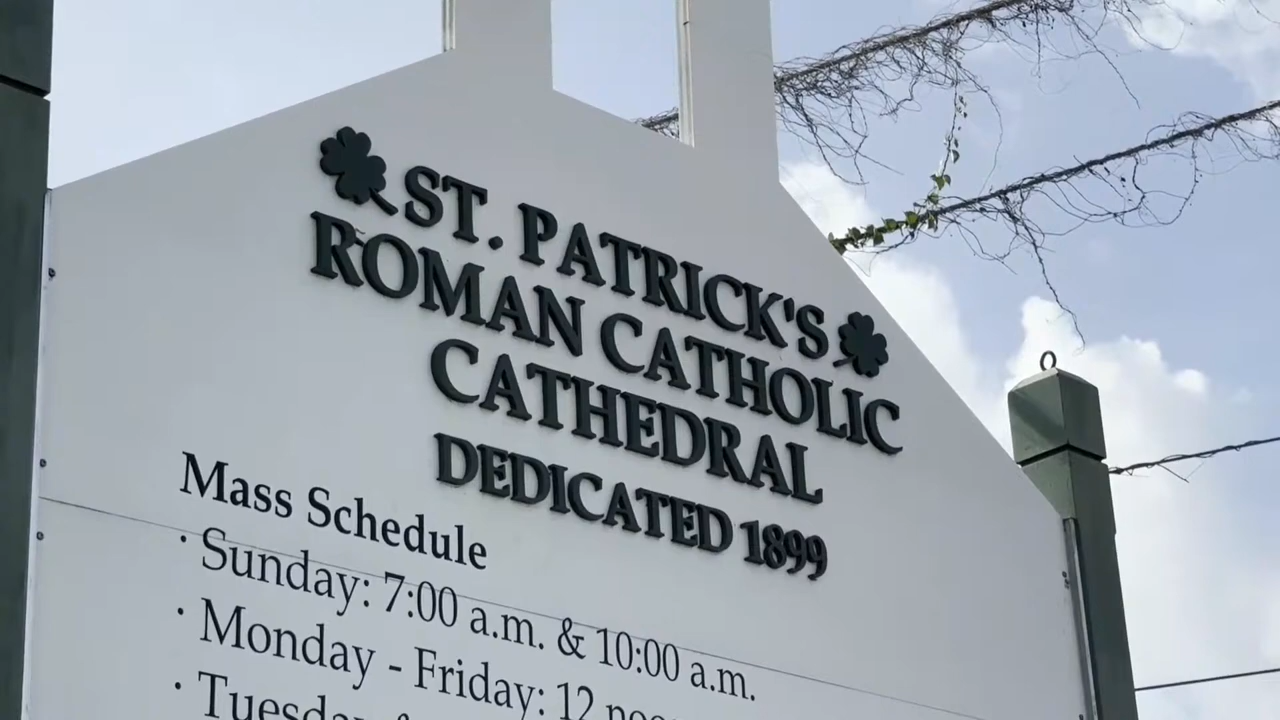 ST. PATRICK'S
ROMAN CATHOLIC
CATHEDRAL
DEDICATED 1899
Mass Schedule
· Sunday: 7:00 a.m. & 10:00 a.m.
· Monday - Friday: 12 noon
· Tuesday &